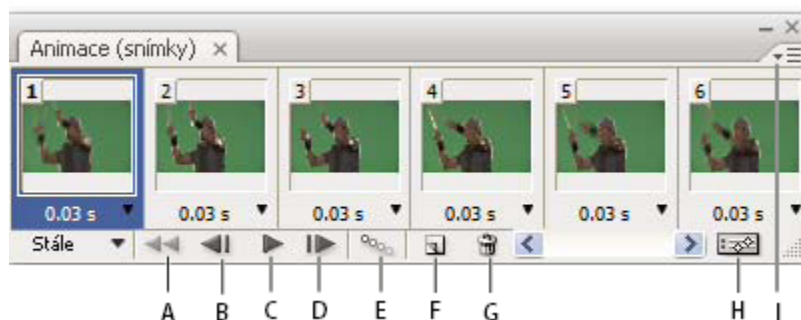 Animace (snímky)
1 2 3 4 5 6
0.03 s 0.03 s 0.03 s 0.03 s 0.03 s 0.03 s
Stále
A B C D E F G H I